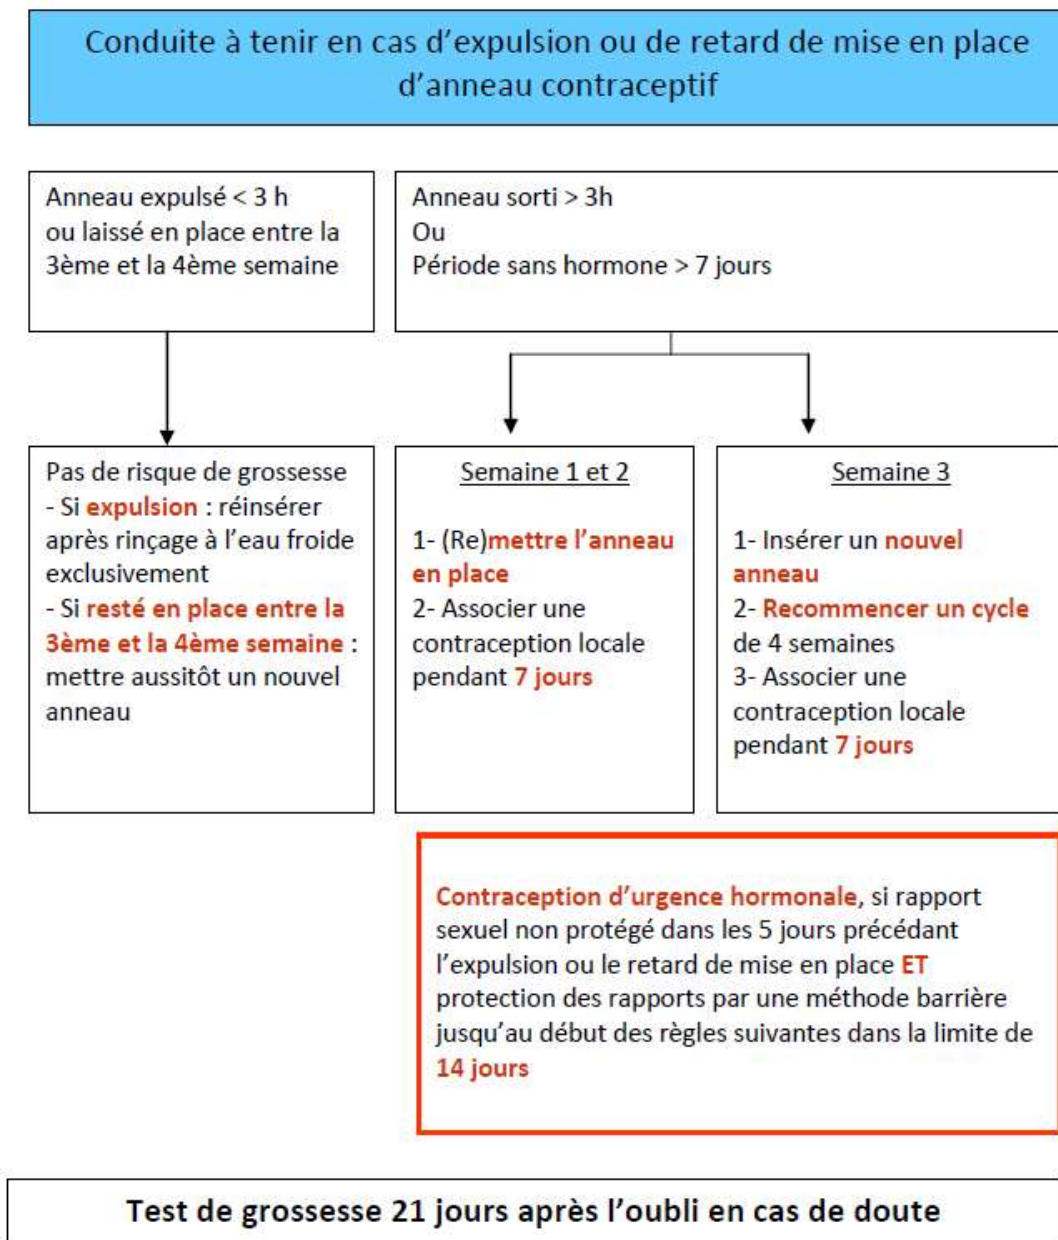 Conduite à tenir en cas d'expulsion ou de retard de mise en place
d'anneau contraceptif
Anneau expulsé < 3 h
ou laissé en place entre la
3ème et la 4ème semaine
Anneau sorti > 3h
Ou
Période sans hormone > 7 jours
Pas de risque de grossesse
- Si expulsion : réinsérer
après rinçage à l'eau froide
exclusivement
- Si resté en place entre la
3ème et la 4ème semaine :
mettre aussitôt un nouvel
anneau
Semaine 1 et 2
1- (Re)mettre l'anneau
en place
2- Associer une
contraception locale
pendant 7 jours
Semaine 3
1- Insérer un nouvel
anneau
2- Recommencer un cycle
de 4 semaines
3- Associer une
contraception locale
pendant 7 jours
Contraception d'urgence hormonale, si rapport
sexuel non protégé dans les 5 jours précédant
l'expulsion ou le retard de mise en place ET
protection des rapports par une méthode barrière
jusqu'au début des règles suivantes dans la limite de
14 jours
Test de grossesse 21 jours après l'oubli en cas de doute